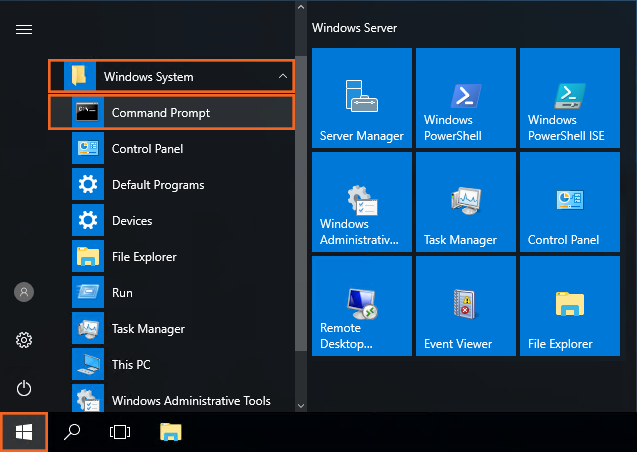 Windows System
Command Prompt
Control Panel
Default Programs
Devices
File Explorer
Run
Task Manager
This PC
Windows Administrative Tools
Windows Server
Server Manager
Windows
PowerShell
Windows
PowerShell ISE
Windows
Administrativ...
Task Manager
Control Panel
Remote
Desktop...
Event Viewer
File Explorer